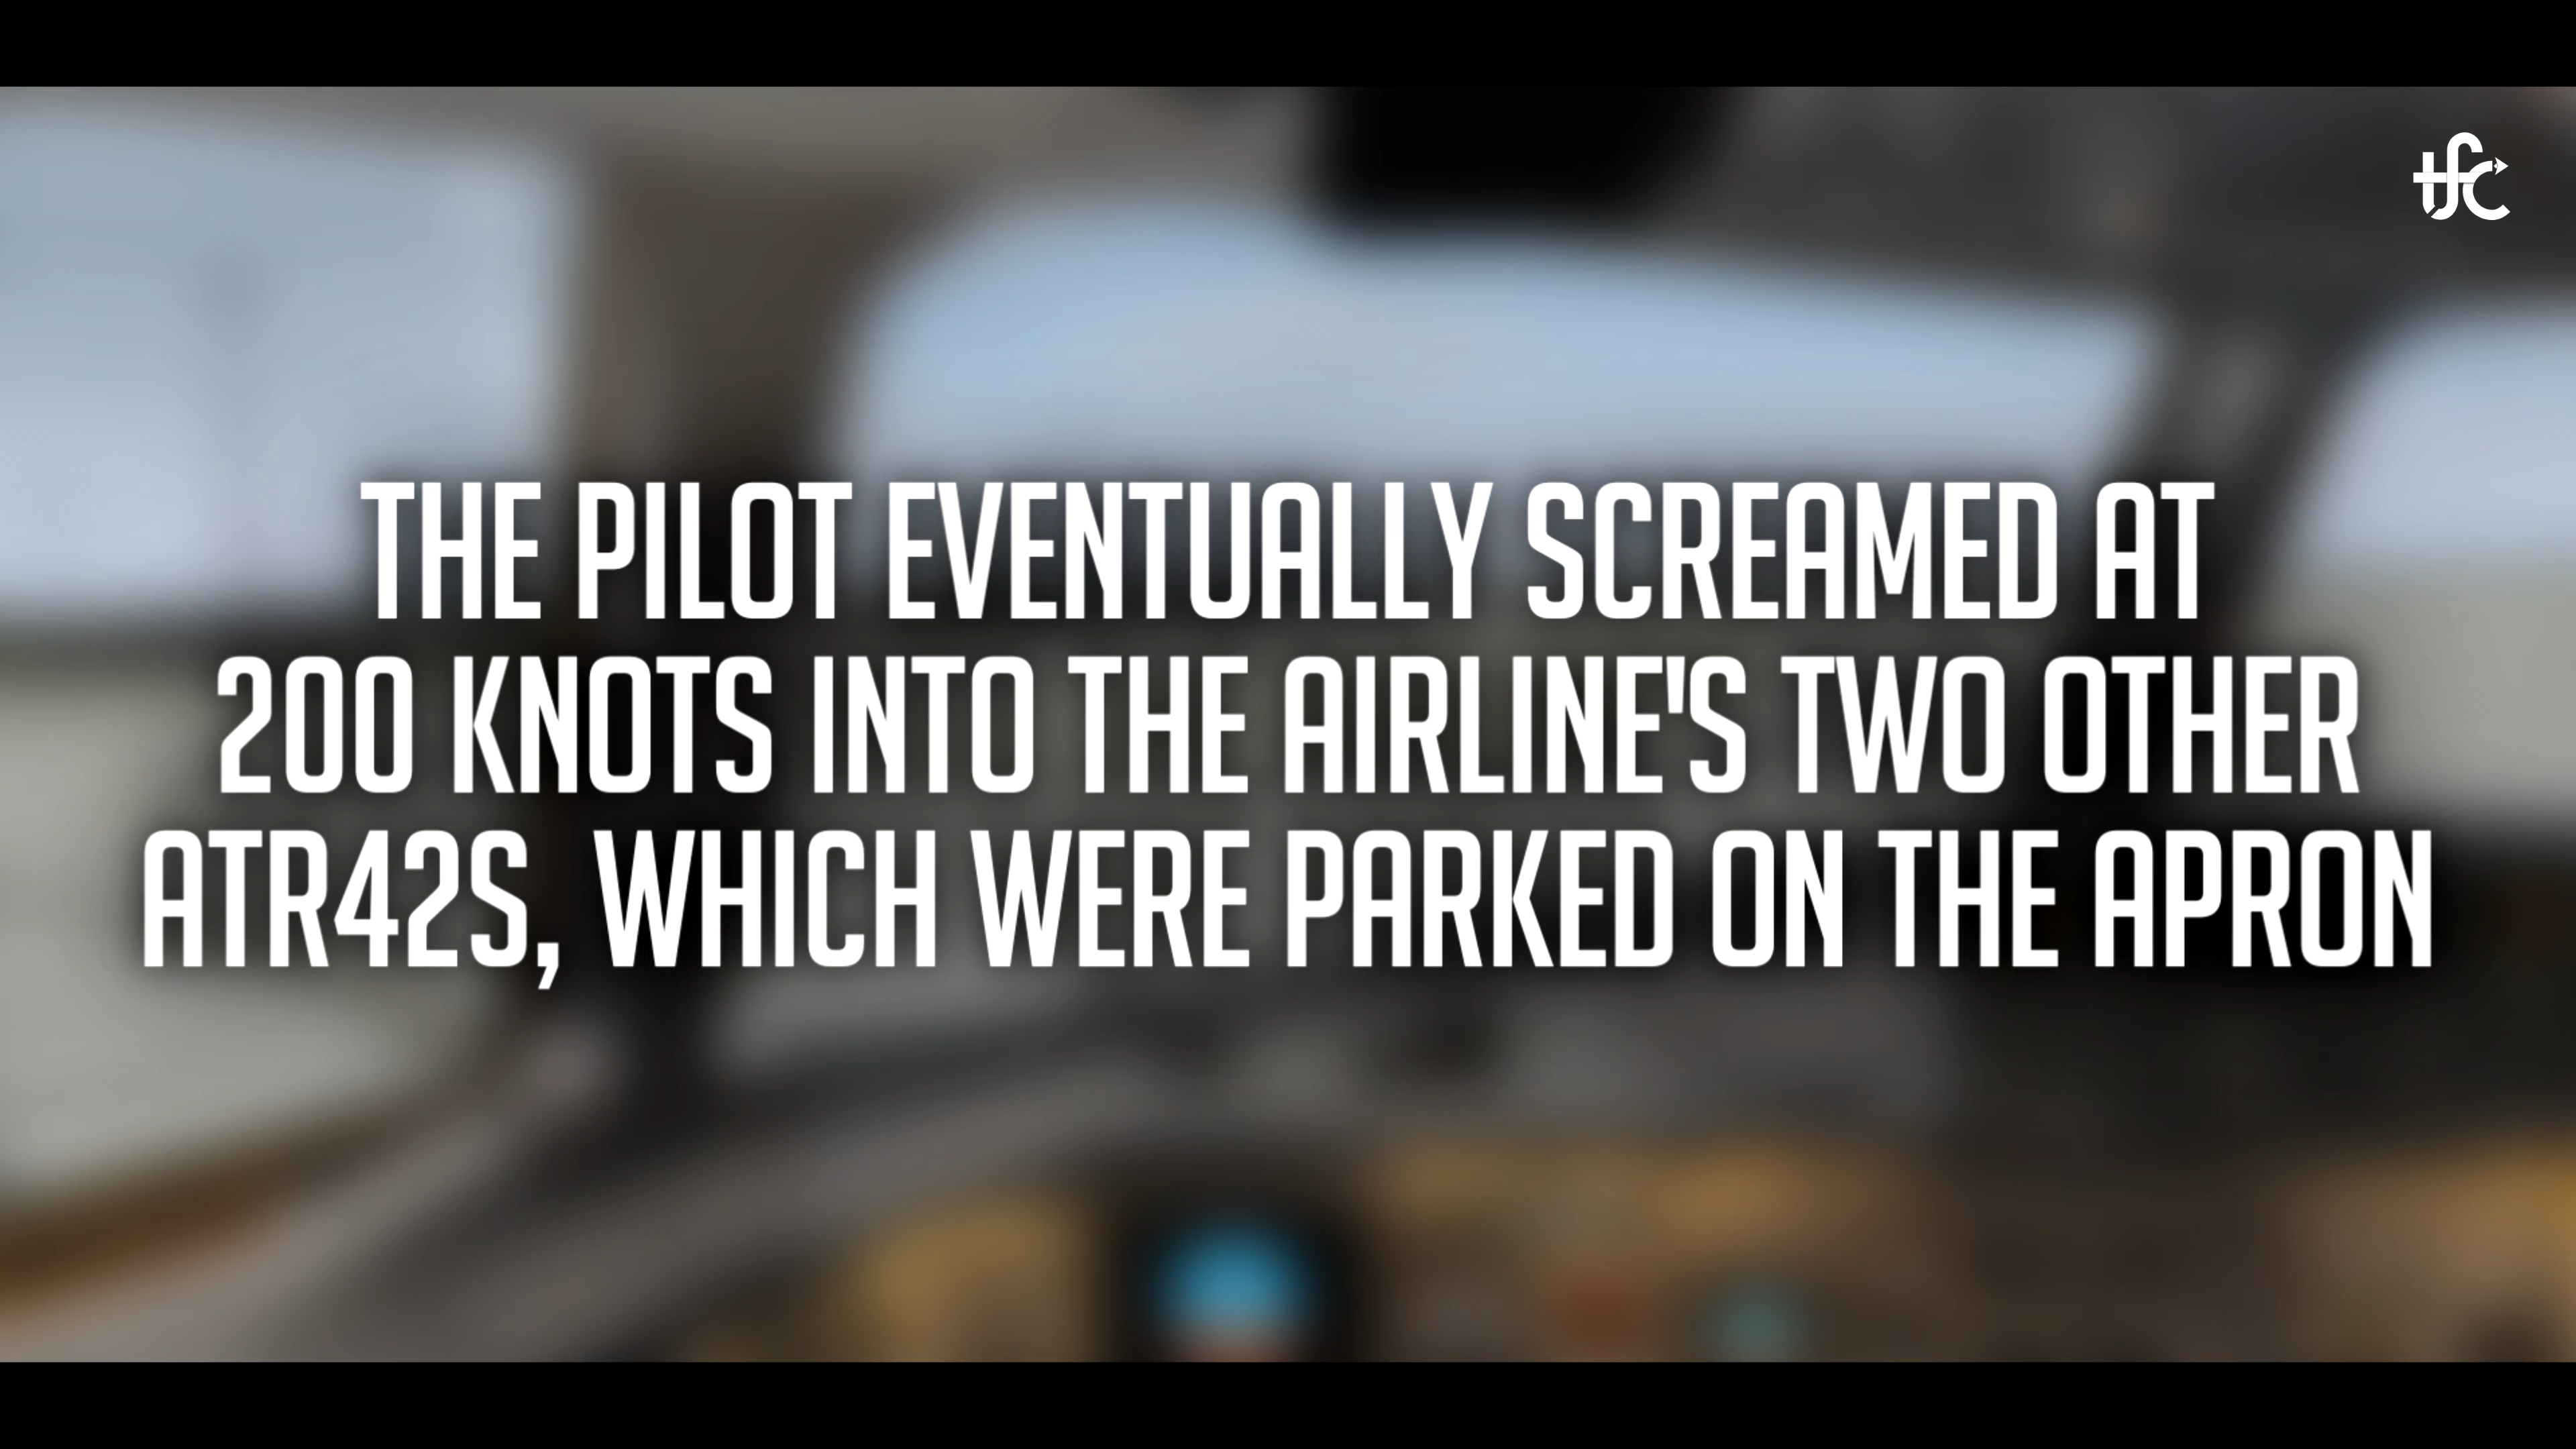 tfc
THE PILOT EVENTUALLY SCREAMED AT
200 KNOTS INTO THE AIRLINE'S TWO OTHER
ATR42S, WHICH WERE PARKED ON THE APRON